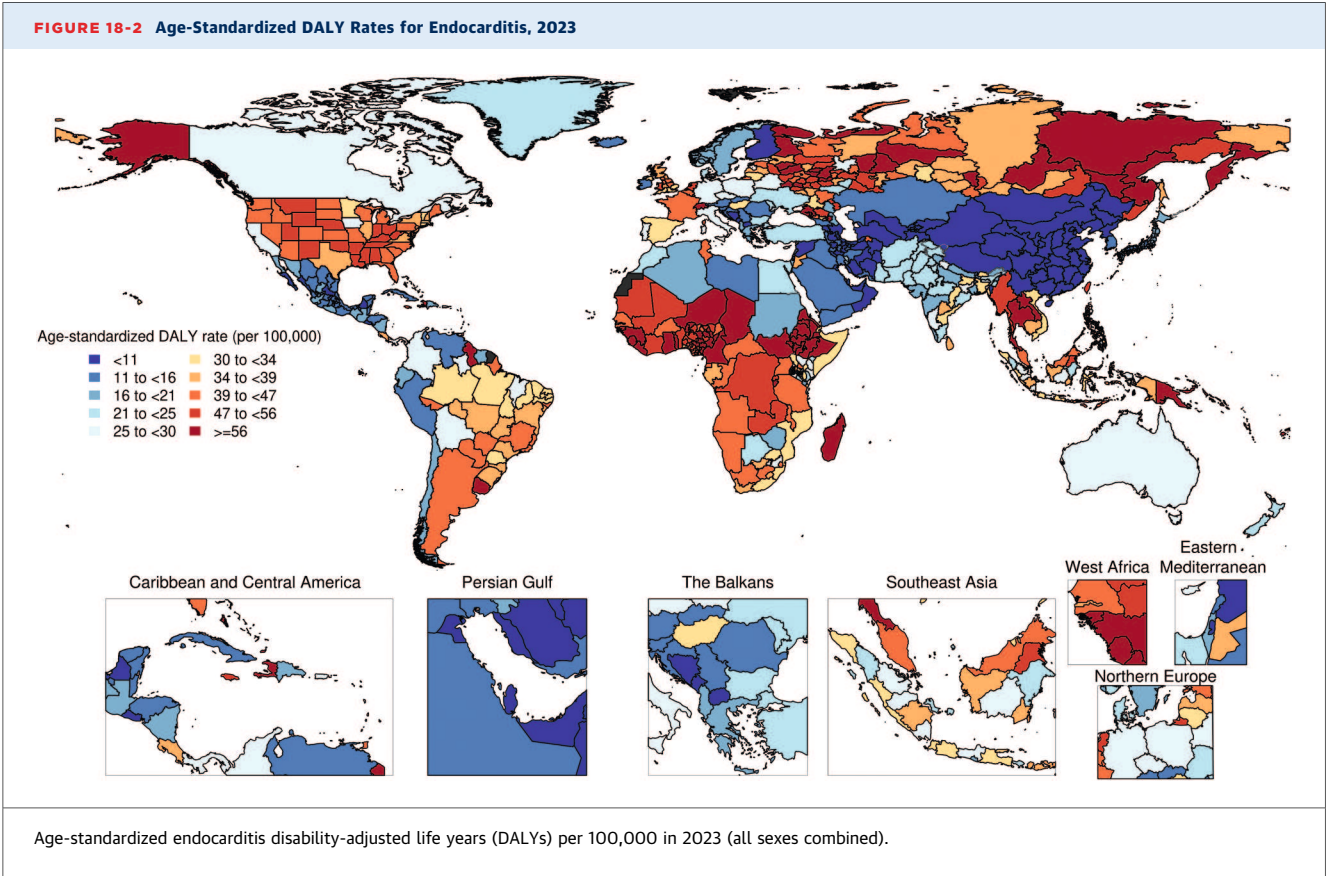 FIGURE 18-2 Age-Standardized DALY Rates for Endocarditis, 2023
Age-standardized DALY rate (per 100,000)
<11
11 to <16
16 to <21
21 to <25
25 to <30
30 to <34
34 to <39
39 to <47
47 to <56
>=56
Caribbean and Central America
Persian Gulf
The Balkans
Southeast Asia
West Africa
Eastern
Mediterranean
Northern Europe
Age-standardized endocarditis disability-adjusted life years (DALYs) per 100,000 in 2023 (all sexes combined).